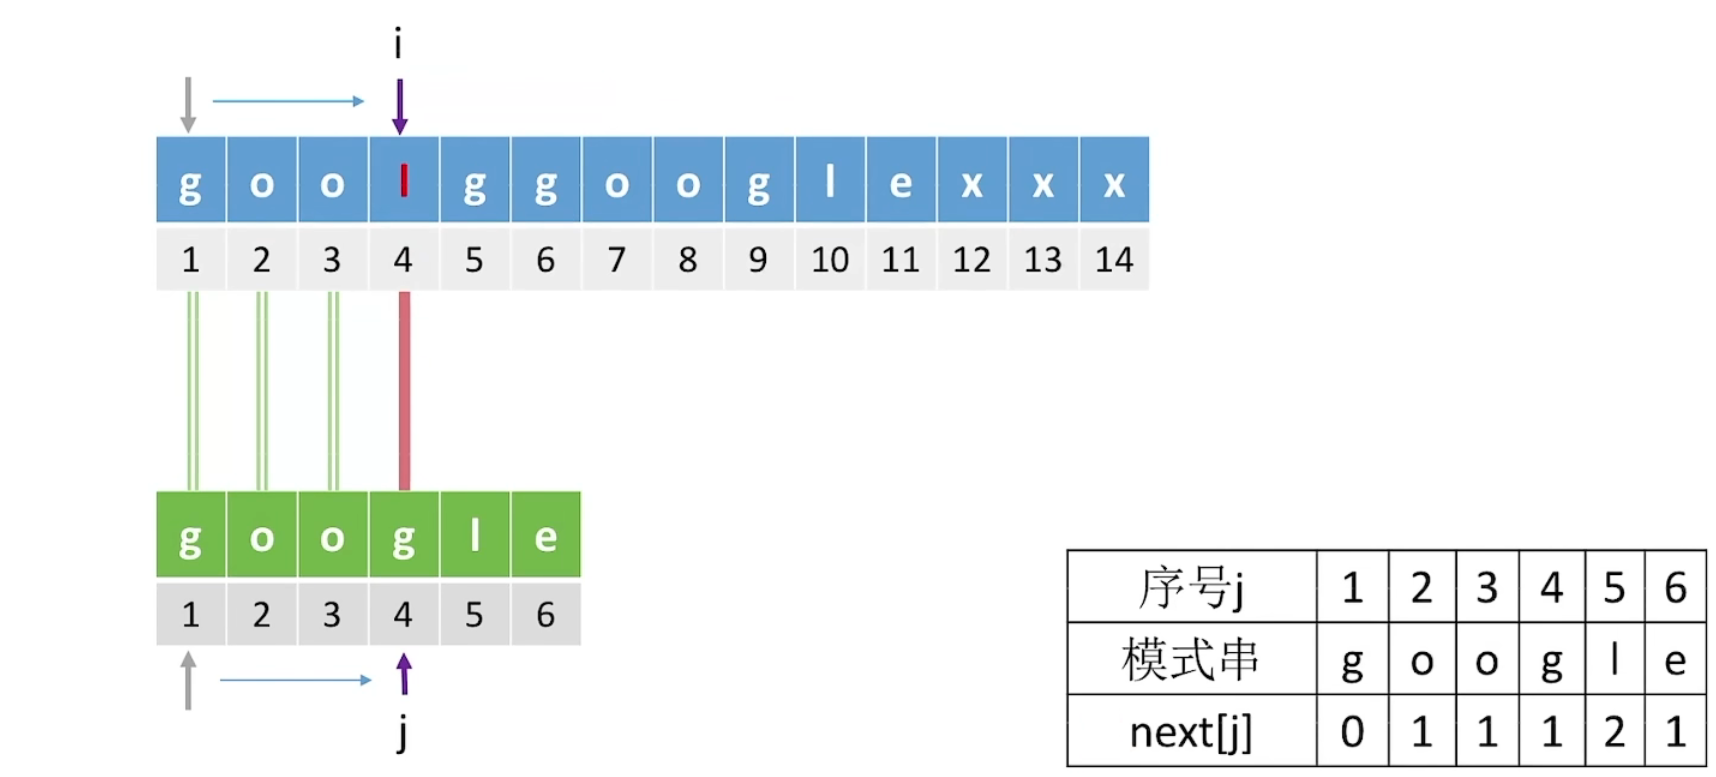 i
g o o l g g o o g l e x x x
1 2 3 4 5 6 7 8 9 10 11 12 13 14
g o o g l e
1 2 3 4 5 6
j
序号j 1 2 3 4 5 6
模式串 g o o g l e
next[j] 0 1 1 1 2 1